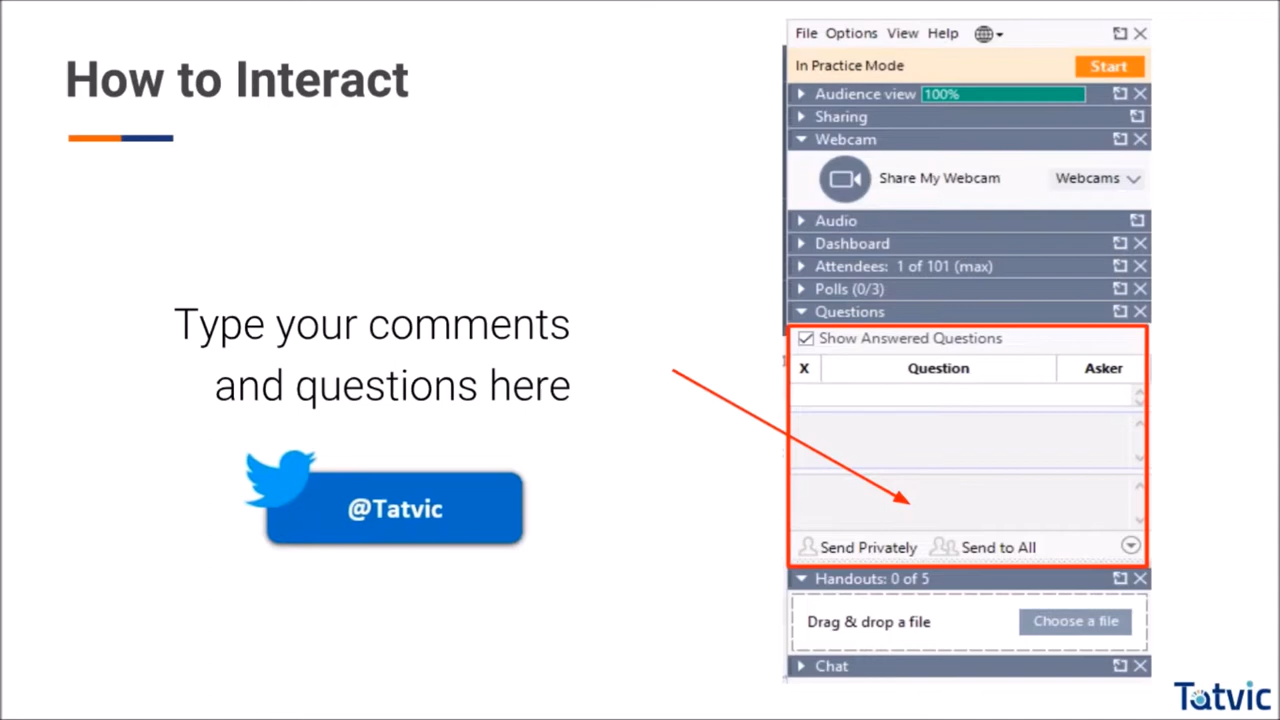 How to Interact
Type your comments
and questions here
@Tatvic
File Options View Help
In Practice Mode Start
Audience view 100%
Sharing
Webcam
Share My Webcam Webcams
Audio
Dashboard
Attendees: 1 of 101 (max)
Polls (0/3)
Questions
Show Answered Questions
X Question Asker
Send Privately Send to All
Handouts: 0 of 5
Drag & drop a file Choose a file
Chat
Tatvic